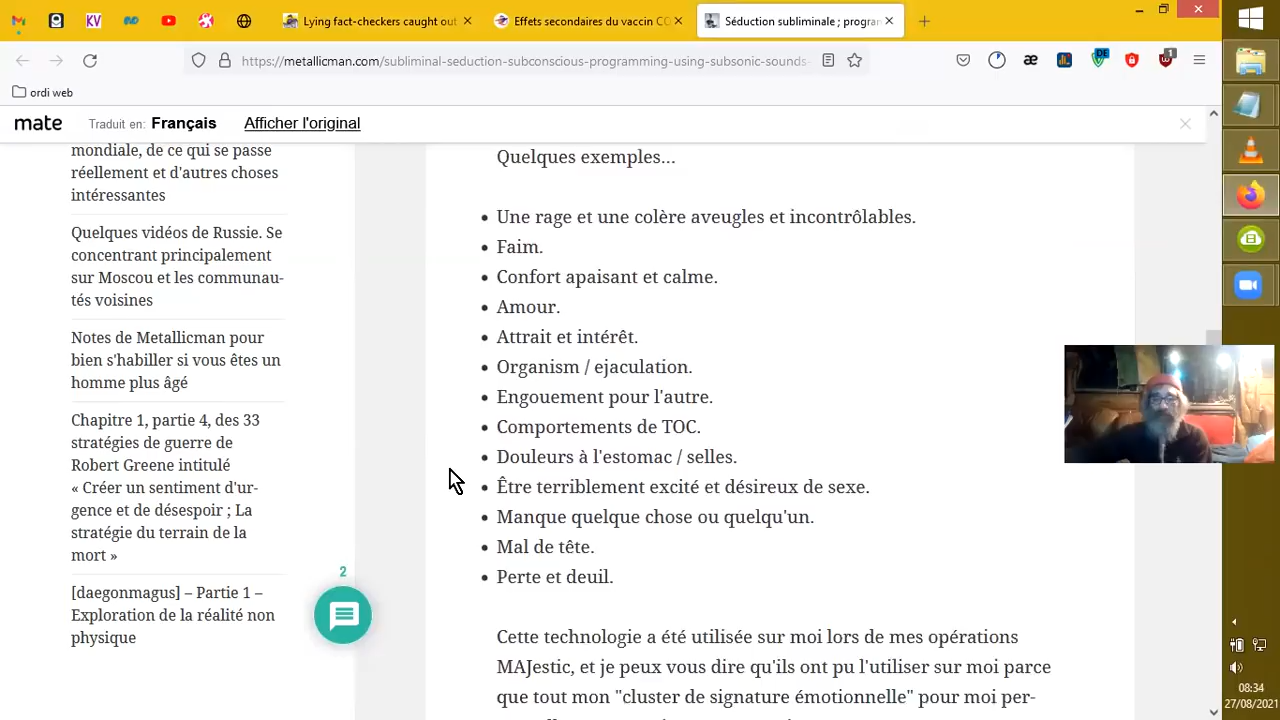 Lying fact-checkers caught out
Effets secondaires du vaccin CO
Séduction subliminale ; progran
https://metallicman.com/subliminal-seduction-subconscious-programming-using-subsonic-sounds-
DE
1
ordi web
mate
Traduit en: Français
Afficher l'original
mondiale, de ce qui se passe
réellement et d'autres choses
intéressantes
Quelques vidéos de Russie. Se
concentrant principalement
sur Moscou et les communau-
tés voisines
Notes de Metallicman pour
bien s'habiller si vous êtes un
homme plus âgé
Chapitre 1, partie 4, des 33
stratégies de guerre de
Robert Greene intitulé
« Créer un sentiment d'ur-
gence et de désespoir ; La
stratégie du terrain de la
mort »
[daegonmagus] – Partie 1 –
Exploration de la réalité non
physique
2
Quelques exemples...
Une rage et une colère aveugles et incontrôlables.
Faim.
Confort apaisant et calme.
Amour.
Attrait et intérêt.
Organism / ejaculation.
Engouement pour l'autre.
Comportements de TOC.
Douleurs à l'estomac / selles.
Être terriblement excité et désireux de sexe.
Manque quelque chose ou quelqu'un.
Mal de tête.
Perte et deuil.
Cette technologie a été utilisée sur moi lors de mes opérations
MAJestic, et je peux vous dire qu'ils ont pu l'utiliser sur moi parce
que tout mon "cluster de signature émotionnelle" pour moi per-
08:34
27/08/2021